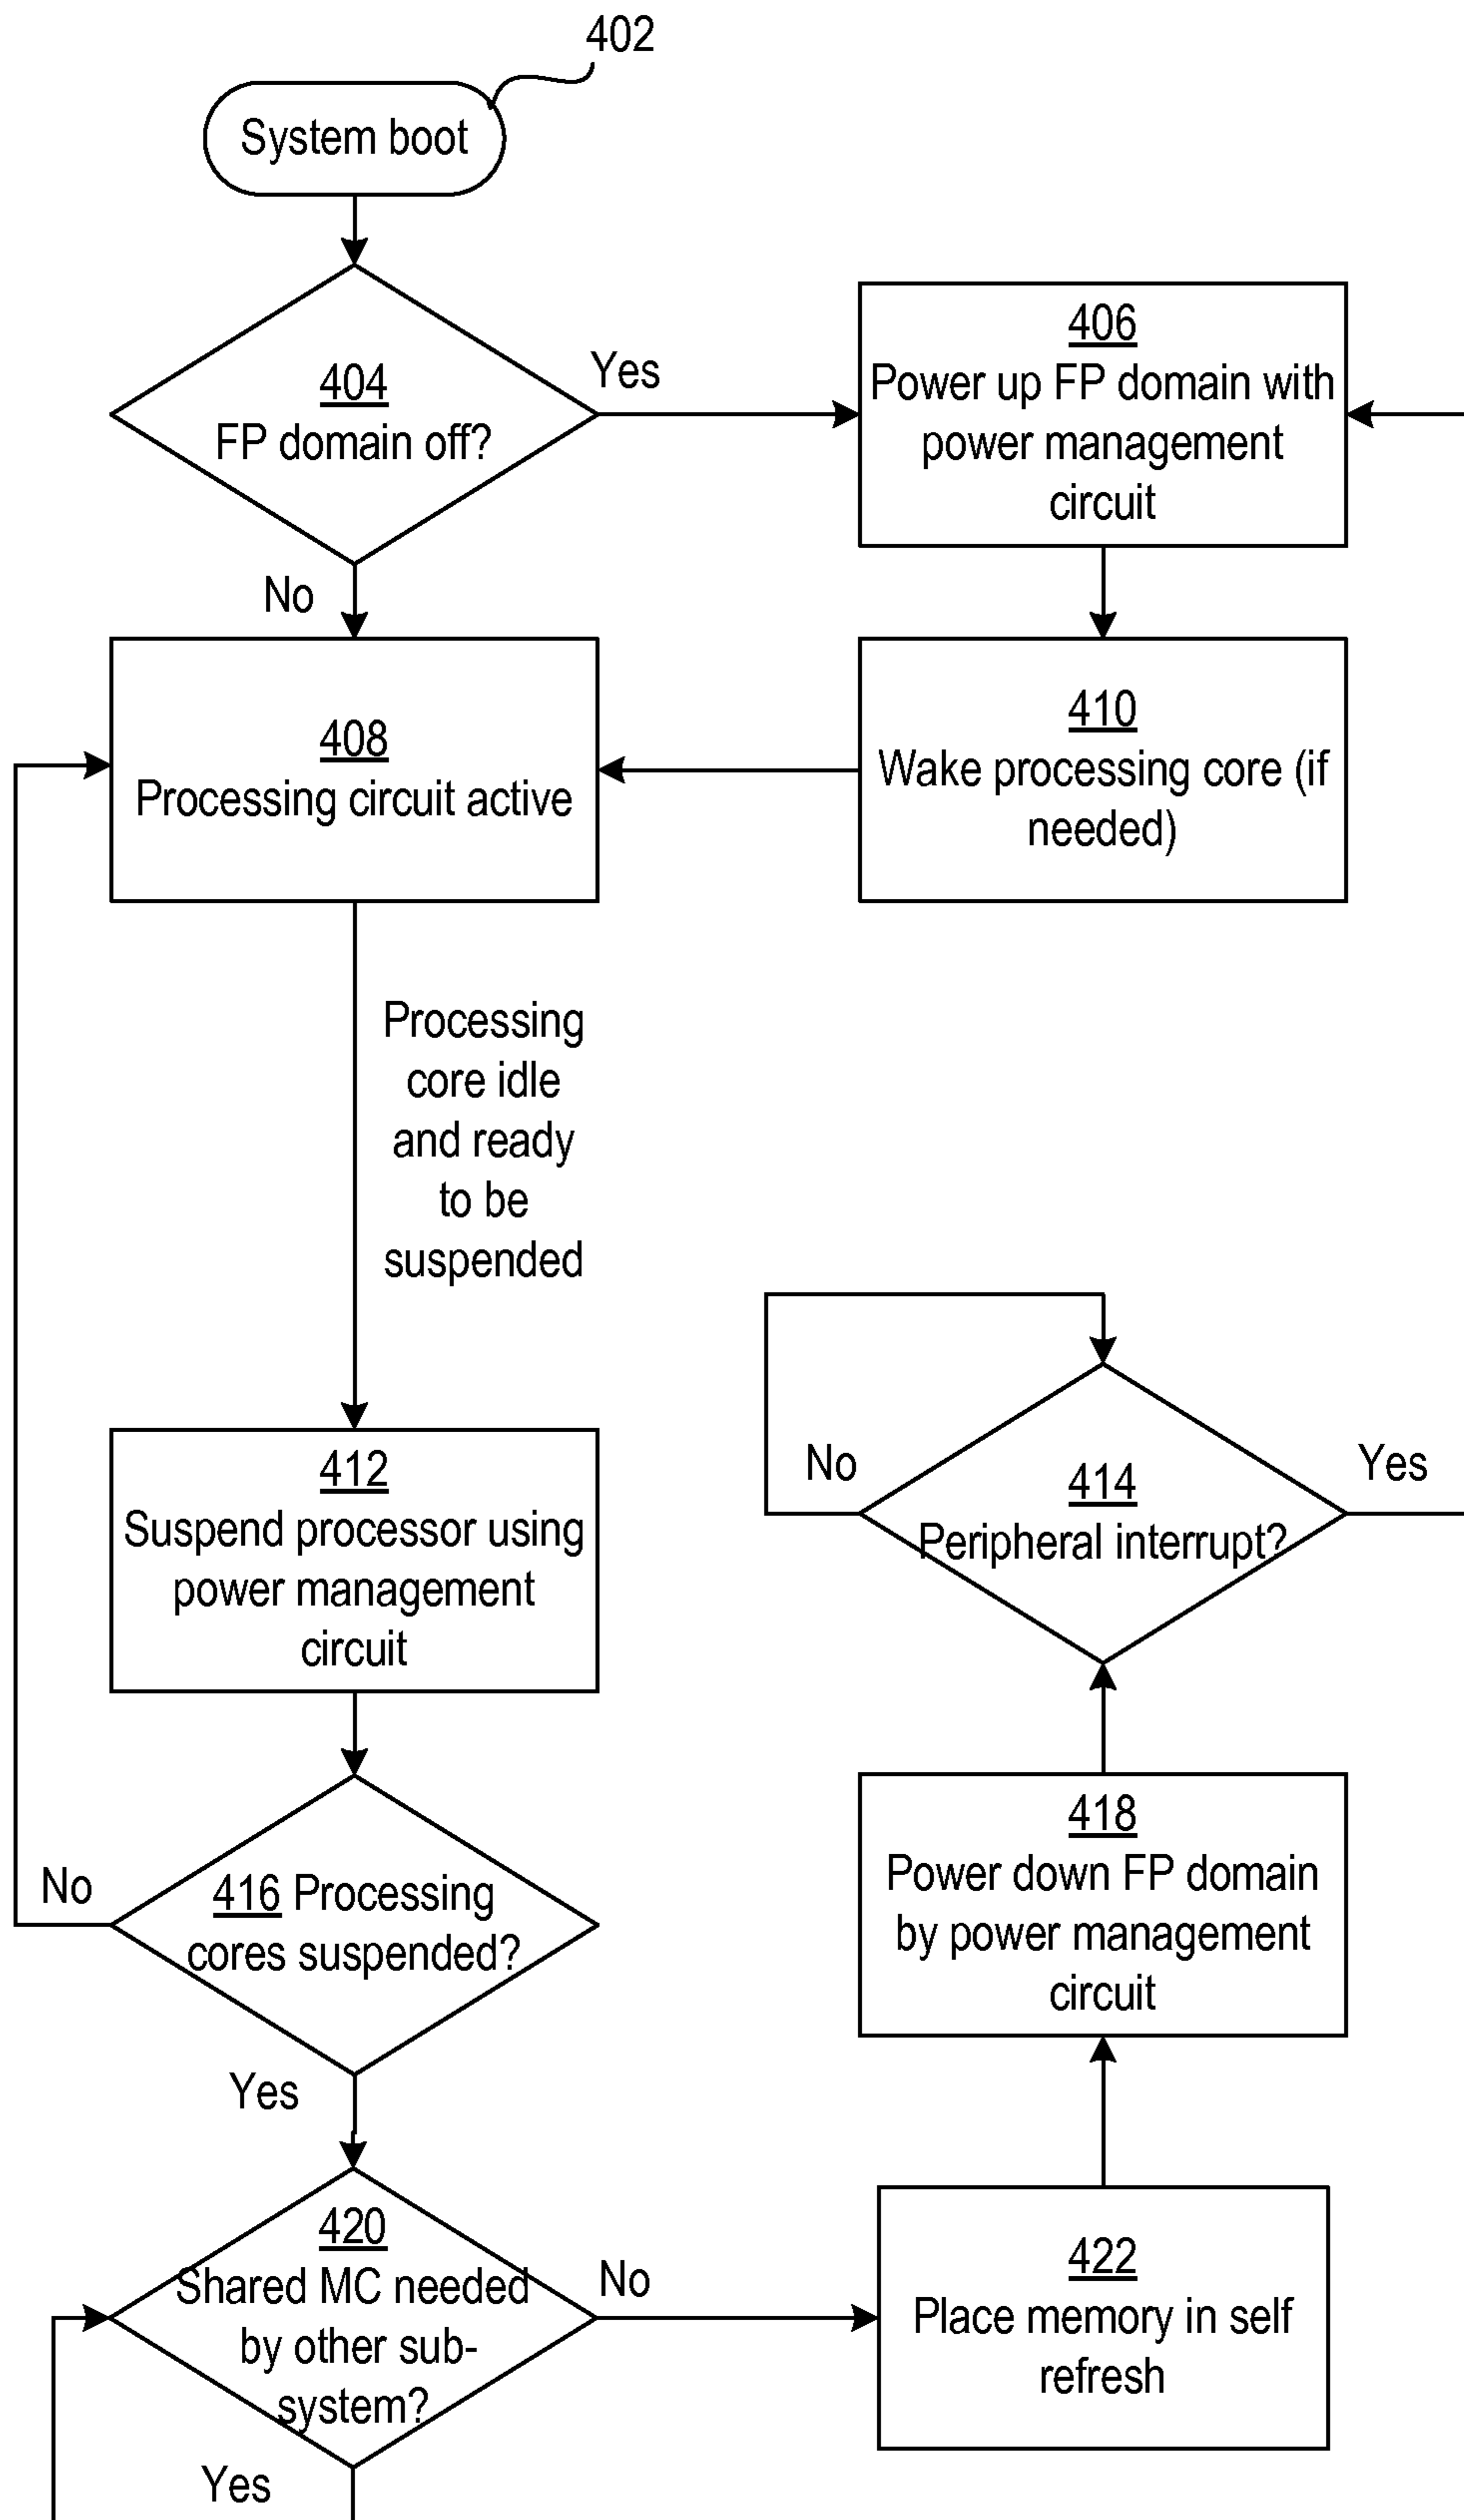 402
System boot
404
FP domain off?
Yes
No
406
Power up FP domain with
power management
circuit
408
Processing circuit active
410
Wake processing core (if
needed)
Processing
core idle
and ready
to be
suspended
412
Suspend processor using
power management
circuit
No
414
Peripheral interrupt?
Yes
No
416 Processing
cores suspended?
Yes
418
Power down FP domain
by power management
circuit
420
Shared MC needed
by other sub-
system?
No
Yes
422
Place memory in self
refresh